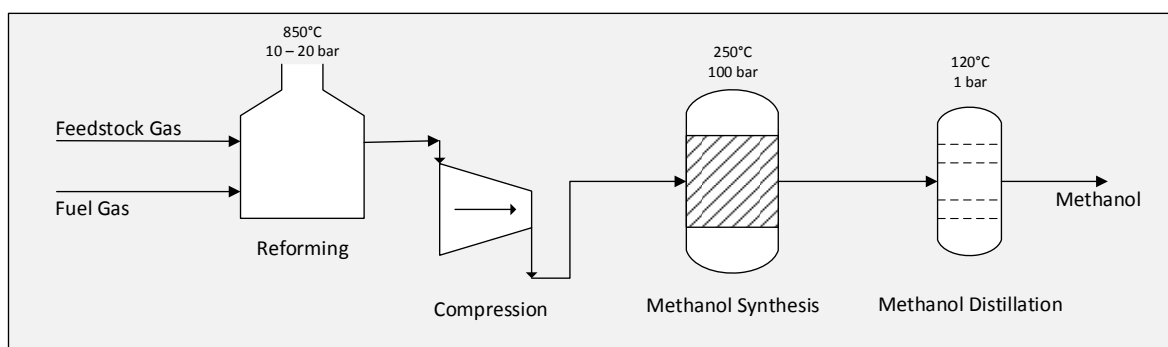 850°C
10 – 20 bar
250°C
100 bar
120°C
1 bar
Feedstock Gas
Fuel Gas
Methanol
Reforming
Compression
Methanol Synthesis
Methanol Distillation